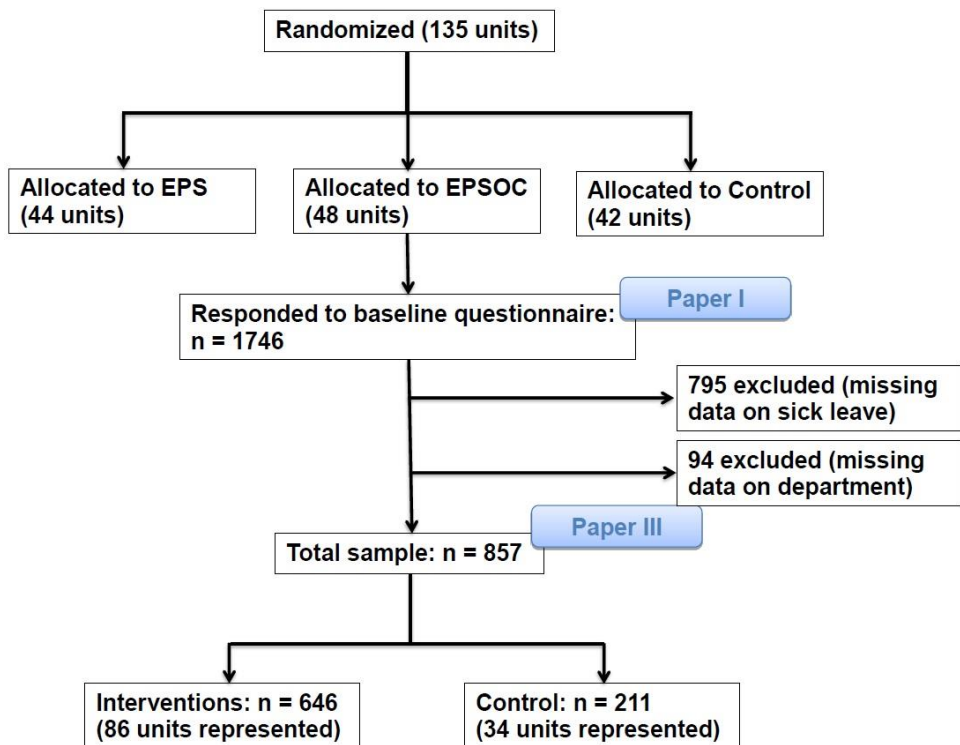 Randomized (135 units)
Allocated to EPS
(44 units)
Allocated to EPSOC
(48 units)
Allocated to Control
(42 units)
Responded to baseline questionnaire:
n = 1746
Paper I
795 excluded (missing
data on sick leave)
94 excluded (missing
data on department)
Paper III
Total sample: n = 857
Interventions: n = 646
(86 units represented)
Control: n = 211
(34 units represented)